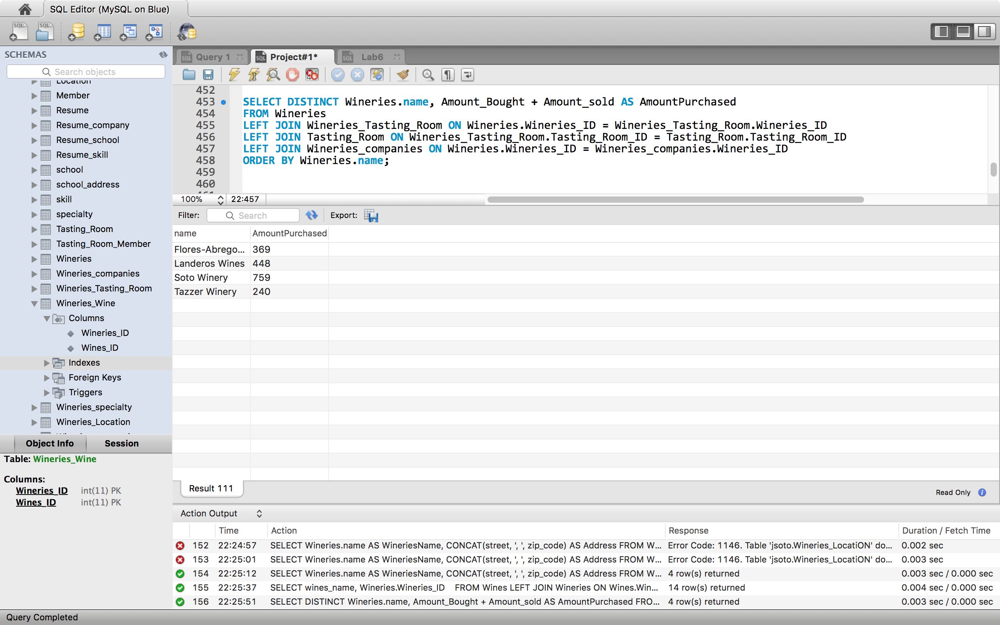 SQL Editor (MySQL on Blue)
SQL SQL
SCHEMAS
Search objects
Location
Member
Resume
Resume_company
Resume_school
Resume_skill
school
school_address
skill
specialty
Tasting_Room
Tasting_Room_Member
Wineries
Wineries_companies
Wineries_Tasting_Room
Wineries_Wine
Columns
Wineries_ID
Wines_ID
Indexes
Foreign Keys
Triggers
Wineries_specialty
Wineries_Location
Object Info Session
Table: Wineries_Wine
Columns:
Wineries_ID int(11) PK
Wines_ID int(11) PK
SQL Query 1 SQL Project#1* SQL Lab6
452
453 SELECT DISTINCT Wineries.name, Amount_Bought + Amount_sold AS AmountPurchased
454 FROM Wineries
455 LEFT JOIN Wineries_Tasting_Room ON Wineries.Wineries_ID = Wineries_Tasting_Room.Wineries_ID
456 LEFT JOIN Tasting_Room ON Wineries_Tasting_Room.Tasting_Room_ID = Tasting_Room.Tasting_Room_ID
457 LEFT JOIN Wineries_companies ON Wineries.Wineries_ID = Wineries_companies.Wineries_ID
458 ORDER BY Wineries.name;
459
460
461
100% 22:457
Filter: Search Export:
name AmountPurchased
Flores-Abrego... 369
Landeros Wines 448
Soto Winery 759
Tazzer Winery 240
Result 111
Read Only
Action Output
Time Action Response Duration / Fetch Time
152 22:24:57 SELECT Wineries.name AS WineriesName, CONCAT(street, ', ', zip_code) AS Address FROM W... Error Code: 1146. Table 'jsoto.Wineries_LocatiON' do... 0.002 sec
153 22:25:01 SELECT Wineries.name AS WineriesName, CONCAT(street, ', ', zip_code) AS Address FROM W... Error Code: 1146. Table 'jsoto.Wineries_LocatiON' do... 0.003 sec
154 22:25:12 SELECT Wineries.name AS WineriesName, CONCAT(street, ', ', zip_code) AS Address FROM W... 4 row(s) returned 0.003 sec / 0.000 sec
155 22:25:37 SELECT wines_name, Wineries.Wineries_ID FROM Wines LEFT JOIN Wineries ON Wines.Win... 14 row(s) returned 0.004 sec / 0.000 sec
156 22:25:51 SELECT DISTINCT Wineries.name, Amount_Bought + Amount_sold AS AmountPurchased FRO... 4 row(s) returned 0.003 sec / 0.000 sec
Query Completed